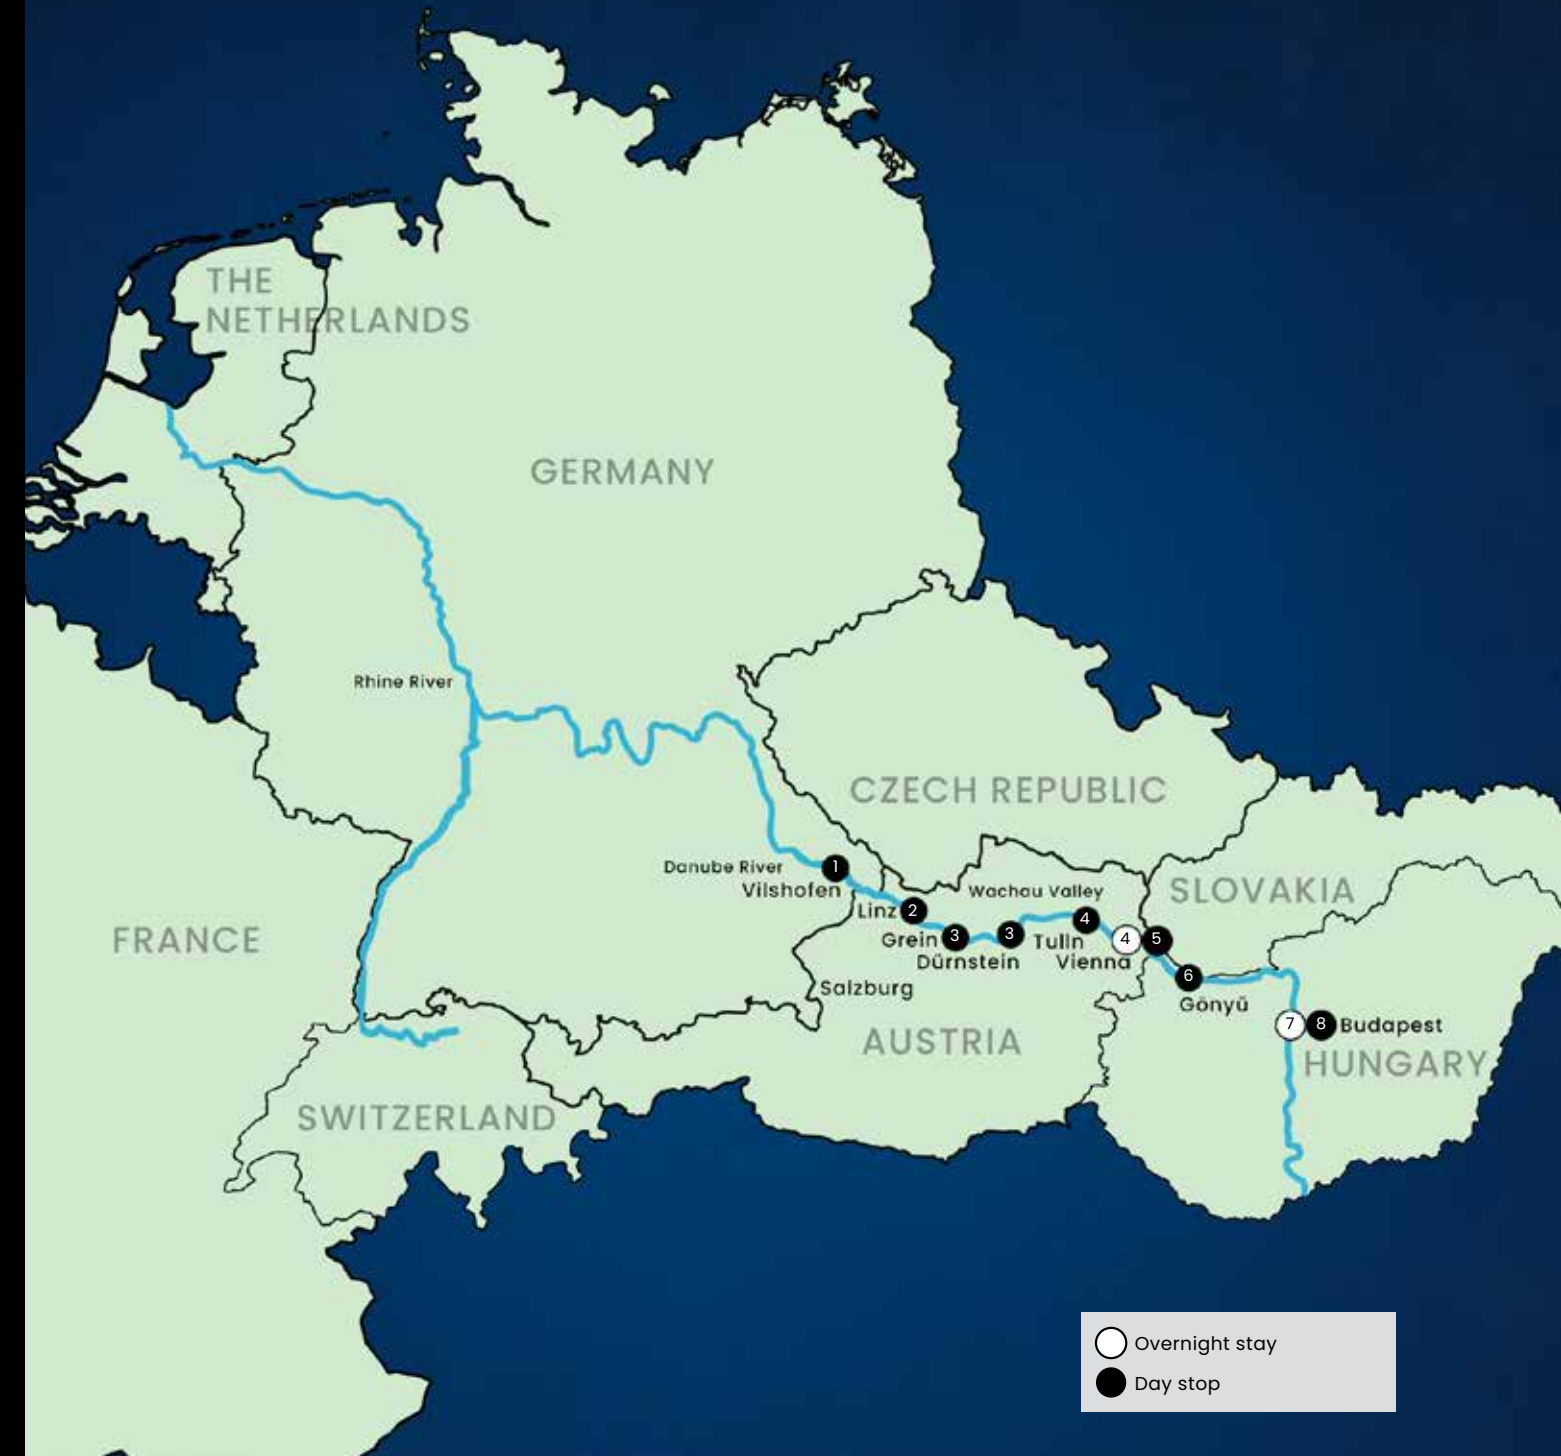 THE
NETHERLANDS
GERMANY
Rhine River
CZECH REPUBLIC
Danube River
1
Vilshofen
SLOVAKIA
Wachau Valley
Linz 2
4
FRANCE
Grein 3
3
Tulln
4 5
Dürnstein
Vienna
6
Salzburg
Gönyű
7 8 Budapest
AUSTRIA
HUNGARY
SWITZERLAND
Overnight stay
Day stop